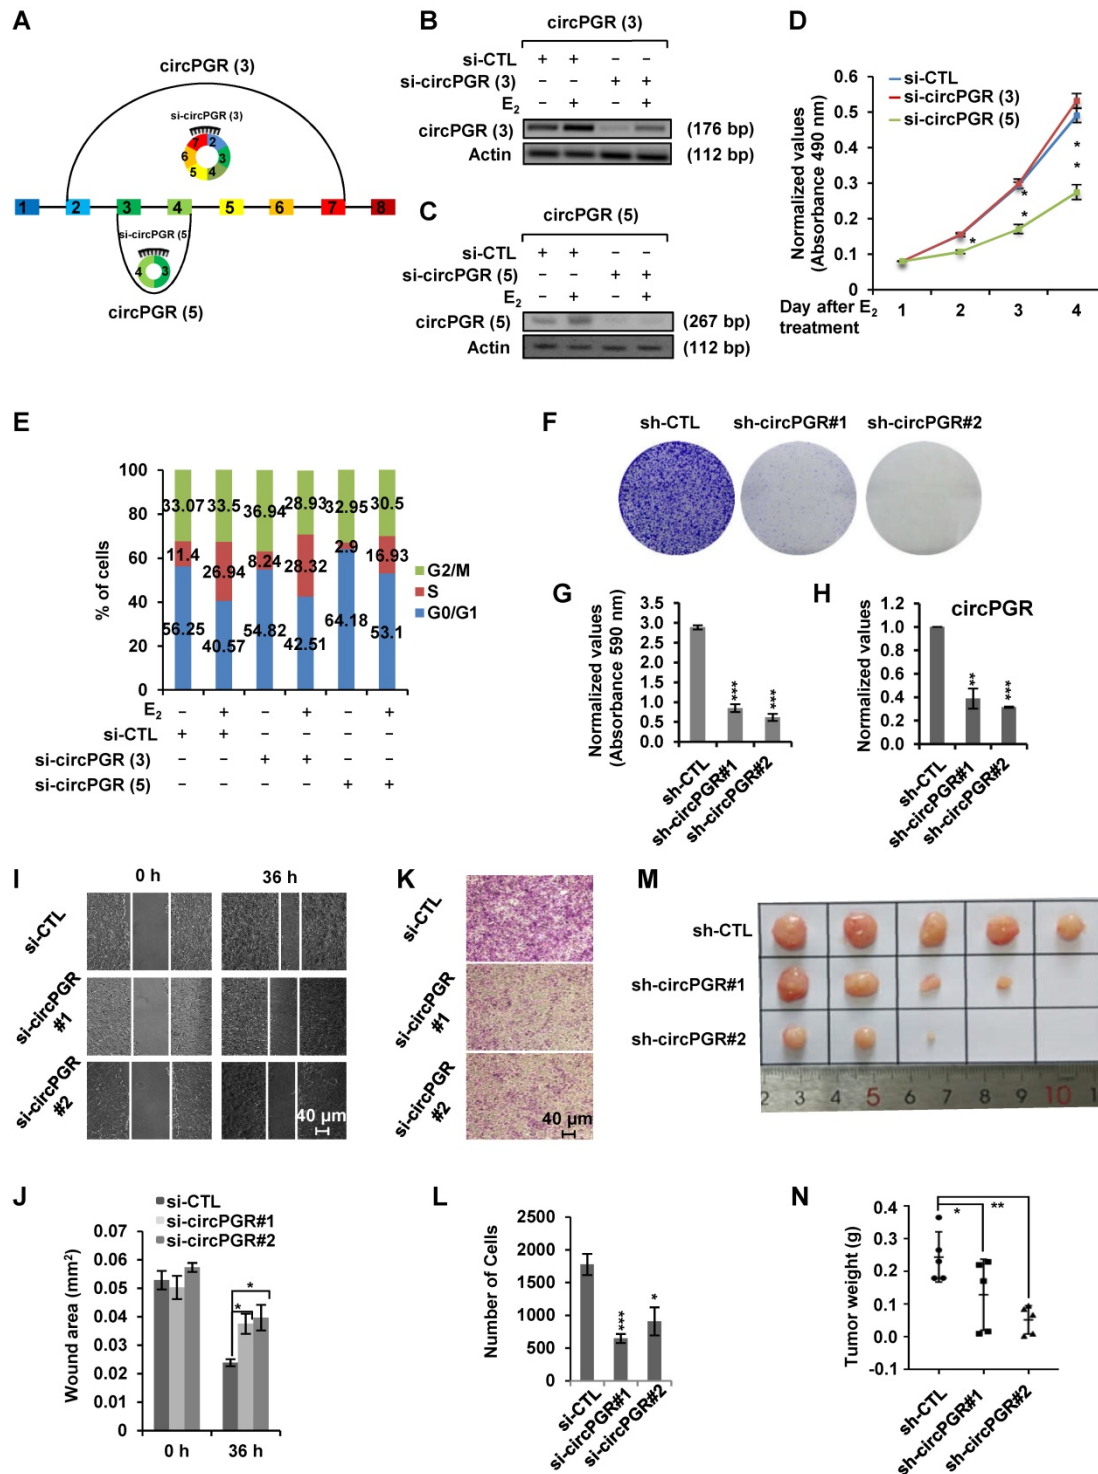 A
circPGR (3)
si-circPGR (3)
7 2
6 3
5 4
1 2 3 4 5 6 7 8
si-circPGR (5)
4 3
circPGR (5)
B
circPGR (3)
si-CTL + + – –
si-circPGR (3) – – + +
E2 – + – +
circPGR (3) (176 bp)
Actin (112 bp)
C
circPGR (5)
si-CTL + + – –
si-circPGR (5) – – + +
E2 – + – +
circPGR (5) (267 bp)
Actin (112 bp)
D
Normalized values
(Absorbance 490 nm)
0.6
0.5
0.4
0.3
0.2
0.1
0
si-CTL
si-circPGR (3)
si-circPGR (5)
*
*
*
*
*
Day after E2
treatment
1 2 3 4
E
% of cells
100
80
60
40
20
0
33.07 33.5 36.94 28.93 32.95 30.5
11.4 26.94 8.24 28.32 2.9 16.93
56.25 40.57 54.82 42.51 64.18 53.1
G2/M
S
G0/G1
E2 – + – + – +
si-CTL + + – – – –
si-circPGR (3) – – + + – –
si-circPGR (5) – – – – + +
F
sh-CTL sh-circPGR#1 sh-circPGR#2
G
Normalized values
(Absorbance 590 nm)
3.5
3.0
2.5
2.0
1.5
1.0
0.5
0.0
***
***
sh-CTL
sh-circPGR#1
sh-circPGR#2
H
circPGR
Normalized values
1.2
1.0
0.8
0.6
0.4
0.2
0.0
**
***
sh-CTL
sh-circPGR#1
sh-circPGR#2
I
0 h 36 h
si-CTL
si-circPGR
#1
si-circPGR
#2
40 µm
K
si-CTL
si-circPGR
#1
si-circPGR
#2
40 µm
M
sh-CTL
sh-circPGR#1
sh-circPGR#2
2 3 4 5 6 7 8 9 10 1
J
si-CTL
si-circPGR#1
si-circPGR#2
Wound area (mm2)
0.07
0.06
0.05
0.04
0.03
0.02
0.01
0
*
*
0 h 36 h
L
Number of Cells
2500
2000
1500
1000
500
0
***
*
si-CTL
si-circPGR#1
si-circPGR#2
N
Tumor weight (g)
0.4
0.3
0.2
0.1
0.0
-0.1
* **
sh-CTL
sh-circPGR#1
sh-circPGR#2